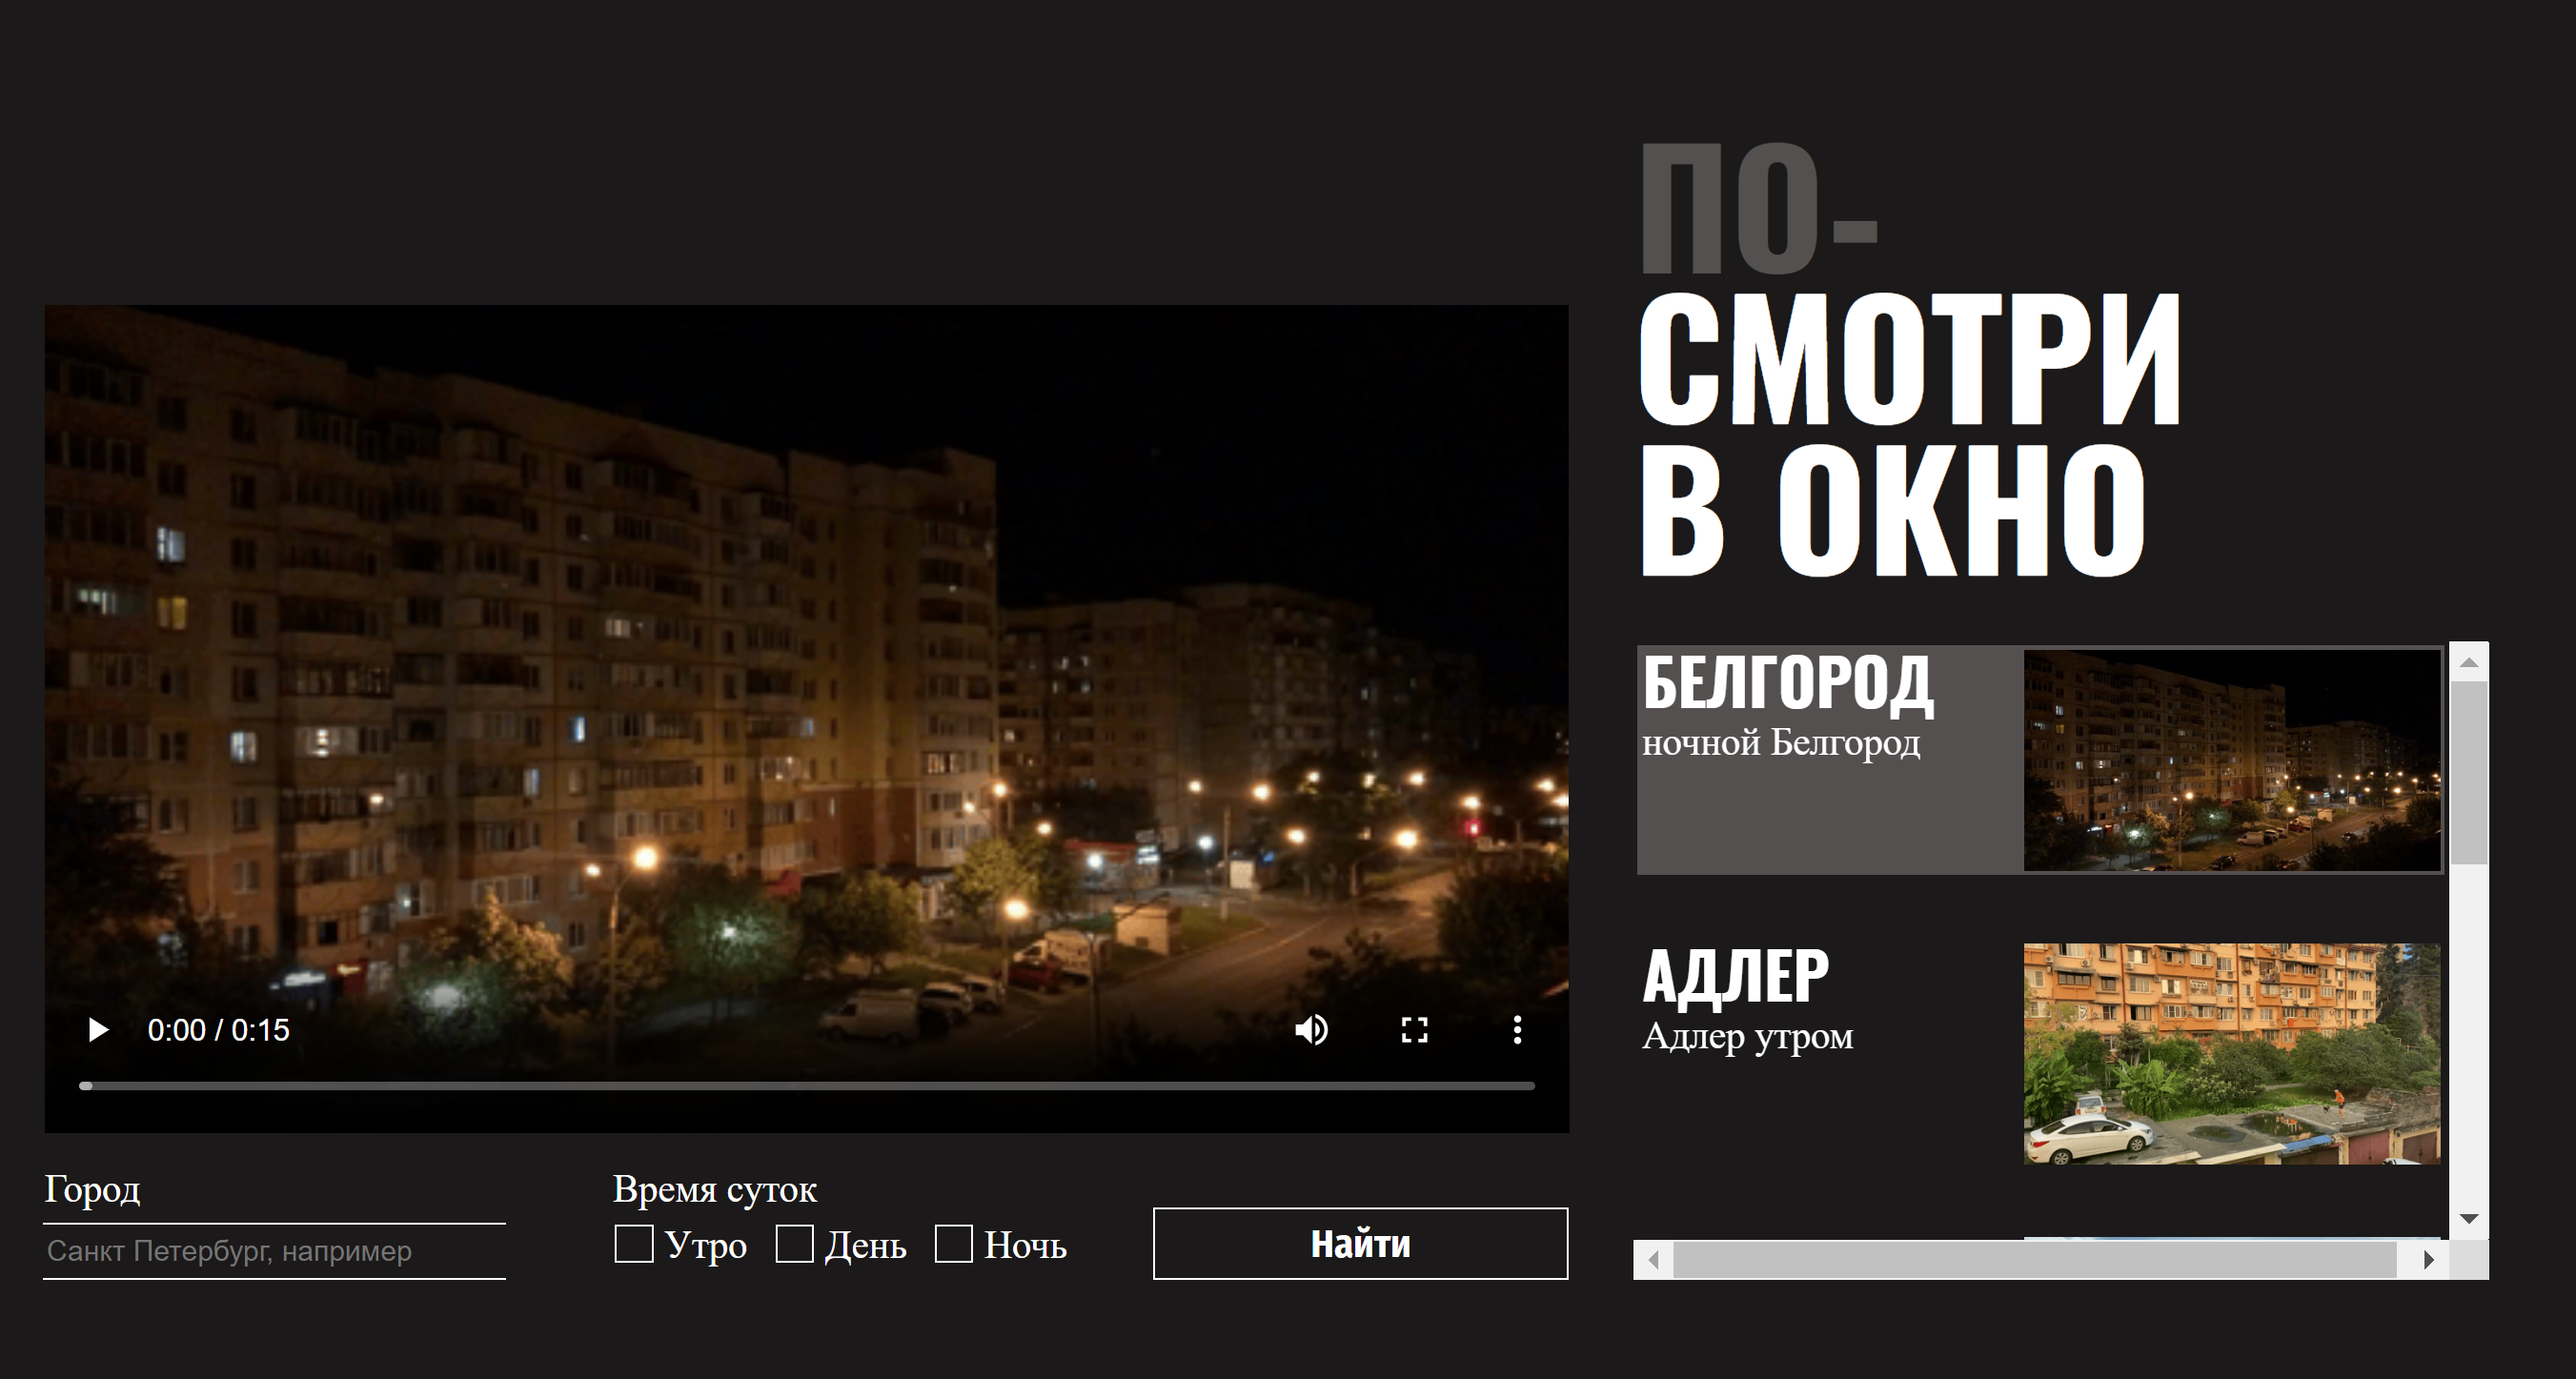 ПО-
СМОТРИ
В ОКНО
БЕЛГОРОД
ночной Белгород
АДЛЕР
Адлер утром
0:00 / 0:15
Город
Санкт Петербург, например
Время суток
Утро День Ночь
Найти